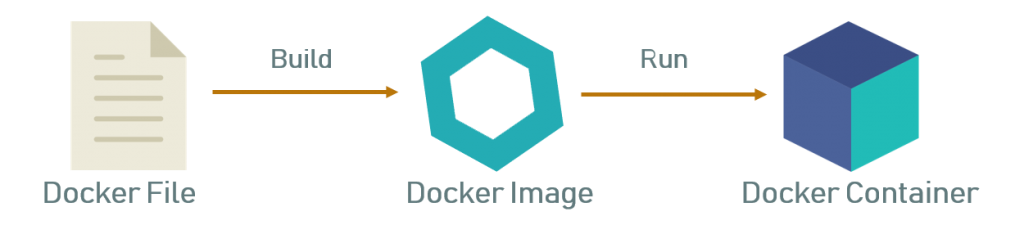 Build
Run
Docker File
Docker Image
Docker Container